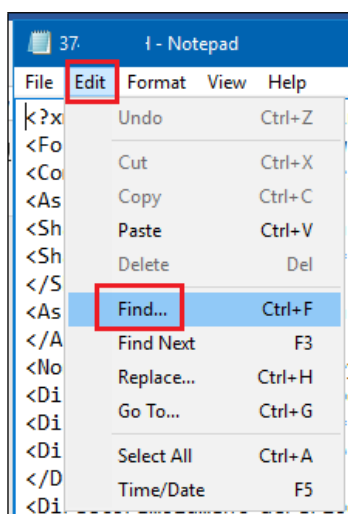 37 - Notepad
File Edit Format View Help
<?x
Undo Ctrl+Z
<Fo
<Co
Cut Ctrl+X
<As
Copy Ctrl+C
<Sh
Paste Ctrl+V
<Sh
Delete Del
</S
<As
Find... Ctrl+F
</A
Find Next F3
<No
Replace... Ctrl+H
<Di
<Di
Go To... Ctrl+G
<Di
Select All Ctrl+A
</D
Time/Date F5
<Di